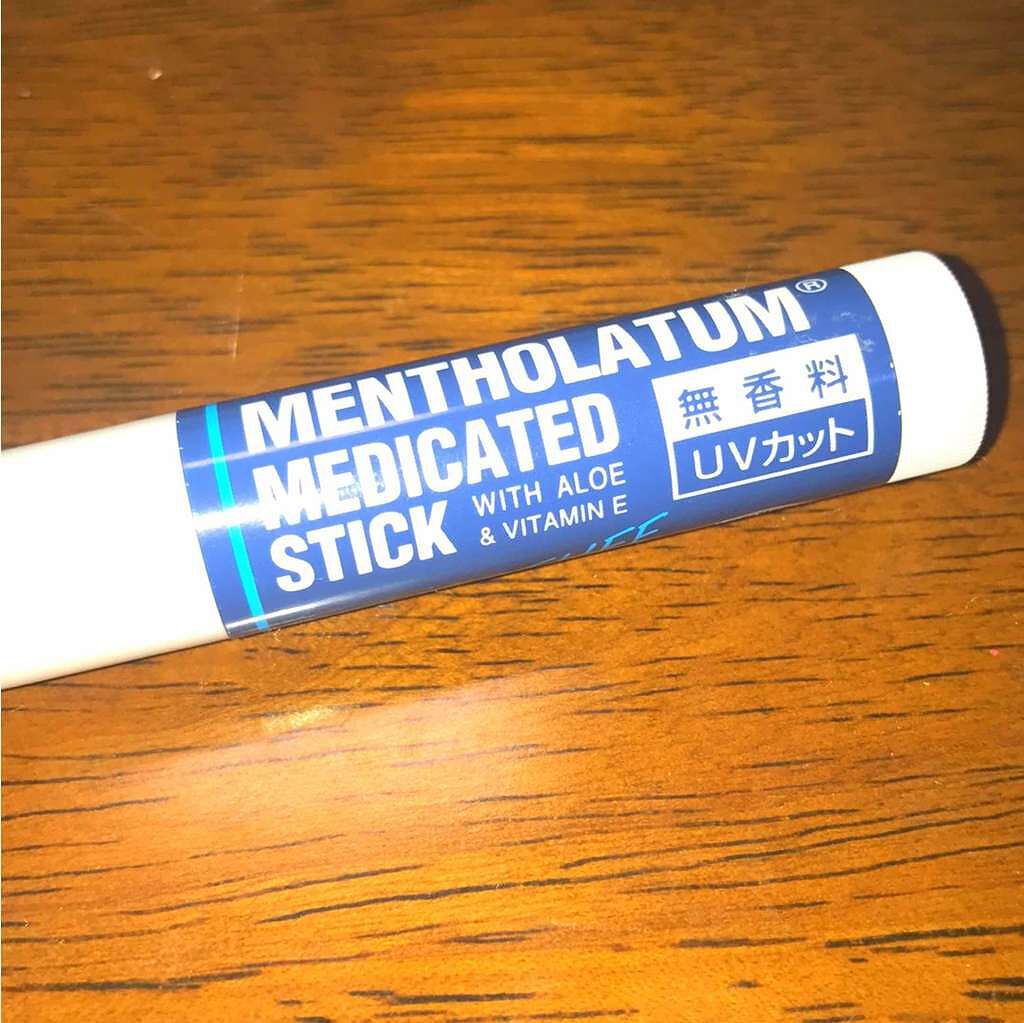 MENTHOLATUM®
MEDICATED
STICK
WITH ALOE
& VITAMIN E
無香料
UVカット